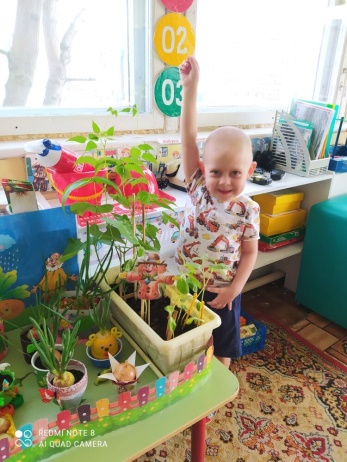 02
03
REDMI NOTE 8
AI QUAD CAMERA